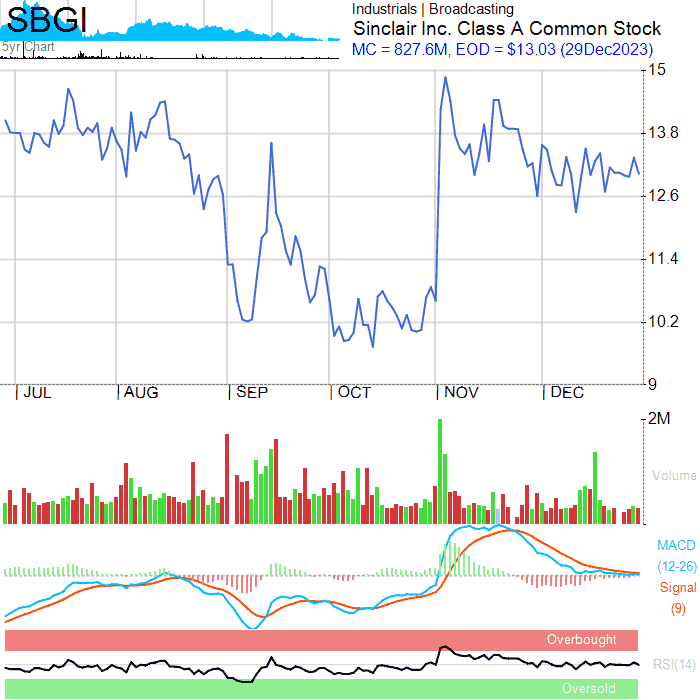 SBGI
5yr Chart
Industrials | Broadcasting
Sinclair Inc. Class A Common Stock
MC = 827.6M, EOD = $13.03 (29Dec2023)
15
13.8
12.6
11.4
10.2
9
JUL AUG SEP OCT NOV DEC
2M
Volume
MACD
(12-26)
Signal
(9)
Overbought
RSI(14)
Oversold